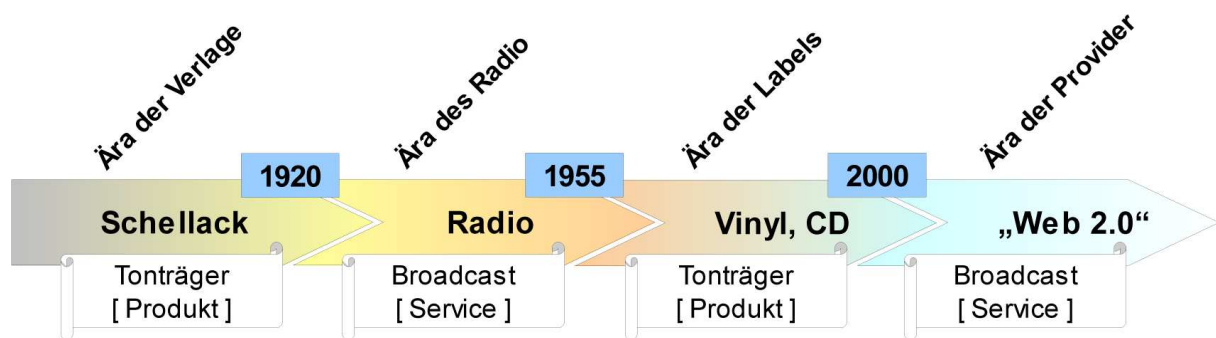 Ära der Verlage
Ära des Radio
Ära der Labels
Ära der Provider
1920
1955
2000
Schellack
Radio
Vinyl, CD
„Web 2.0“
Tonträger
[ Produkt ]
Broadcast
[ Service ]
Tonträger
[ Produkt ]
Broadcast
[ Service ]